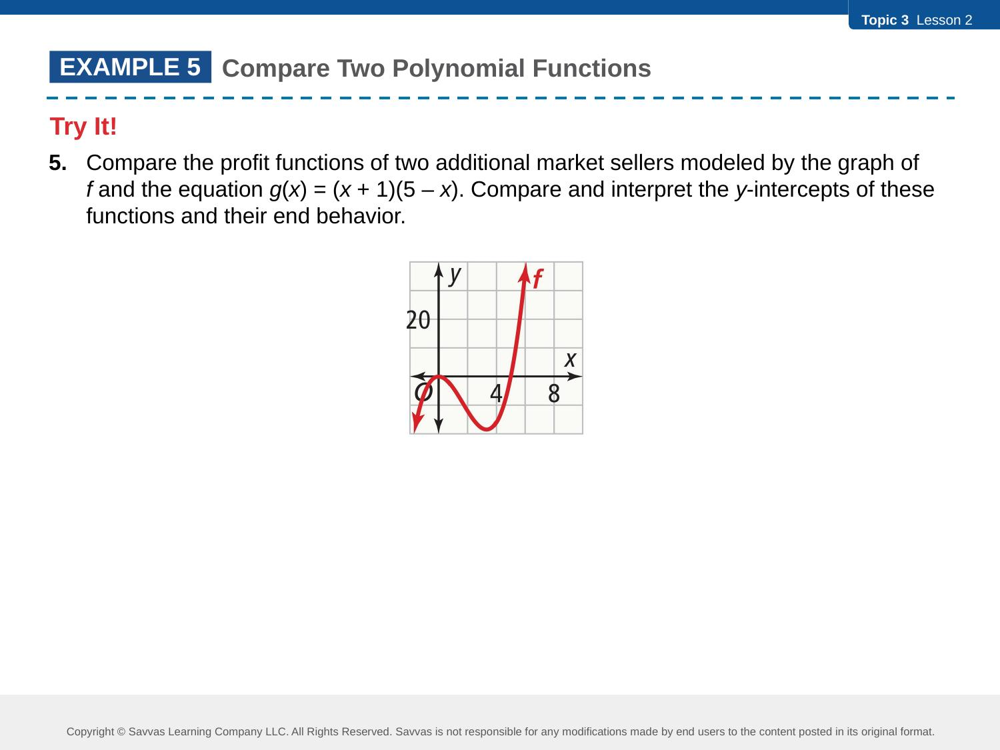 Topic 3 Lesson 2
EXAMPLE 5 Compare Two Polynomial Functions
Try It!
5. Compare the profit functions of two additional market sellers modeled by the graph of
f and the equation g(x) = (x + 1)(5 – x). Compare and interpret the y-intercepts of these
functions and their end behavior.
y f
20
x
O 4 8
Copyright © Savvas Learning Company LLC. All Rights Reserved. Savvas is not responsible for any modifications made by end users to the content posted in its original format.